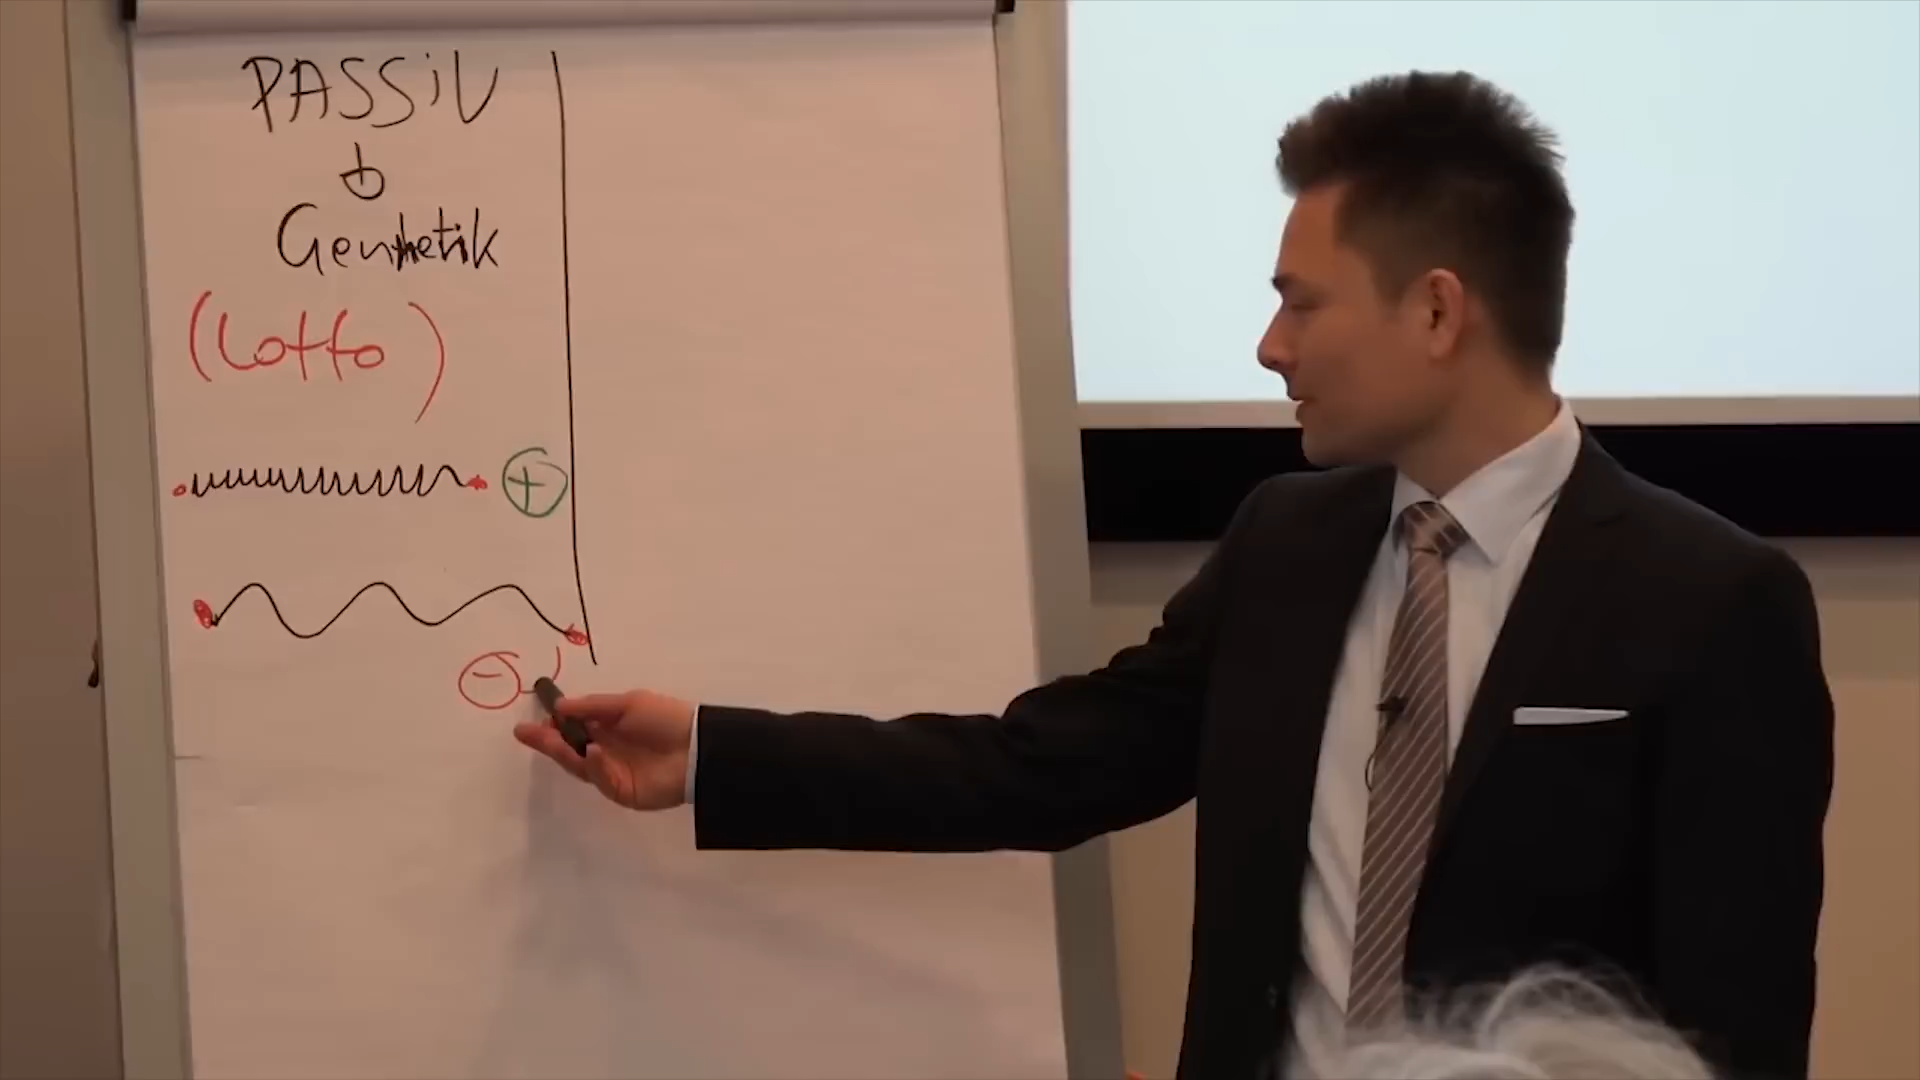 PASSiV
Genetik
(Lotto)
+
-